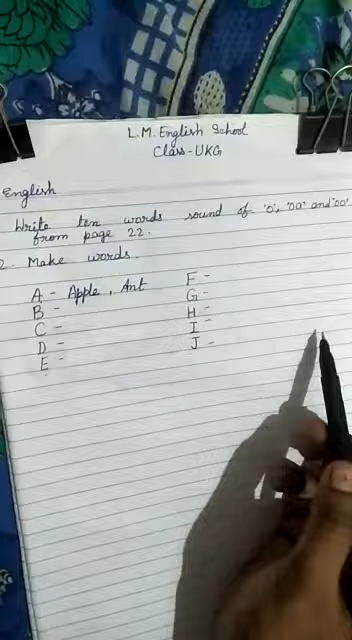 L.M. English School
Class-UKG
English
Write ten words sound of 'o', 'oa' and 'oo'
from page 22.
2. Make words.
A - Apple, Ant
B -
C -
D -
E -
F -
G -
H -
I -
J -